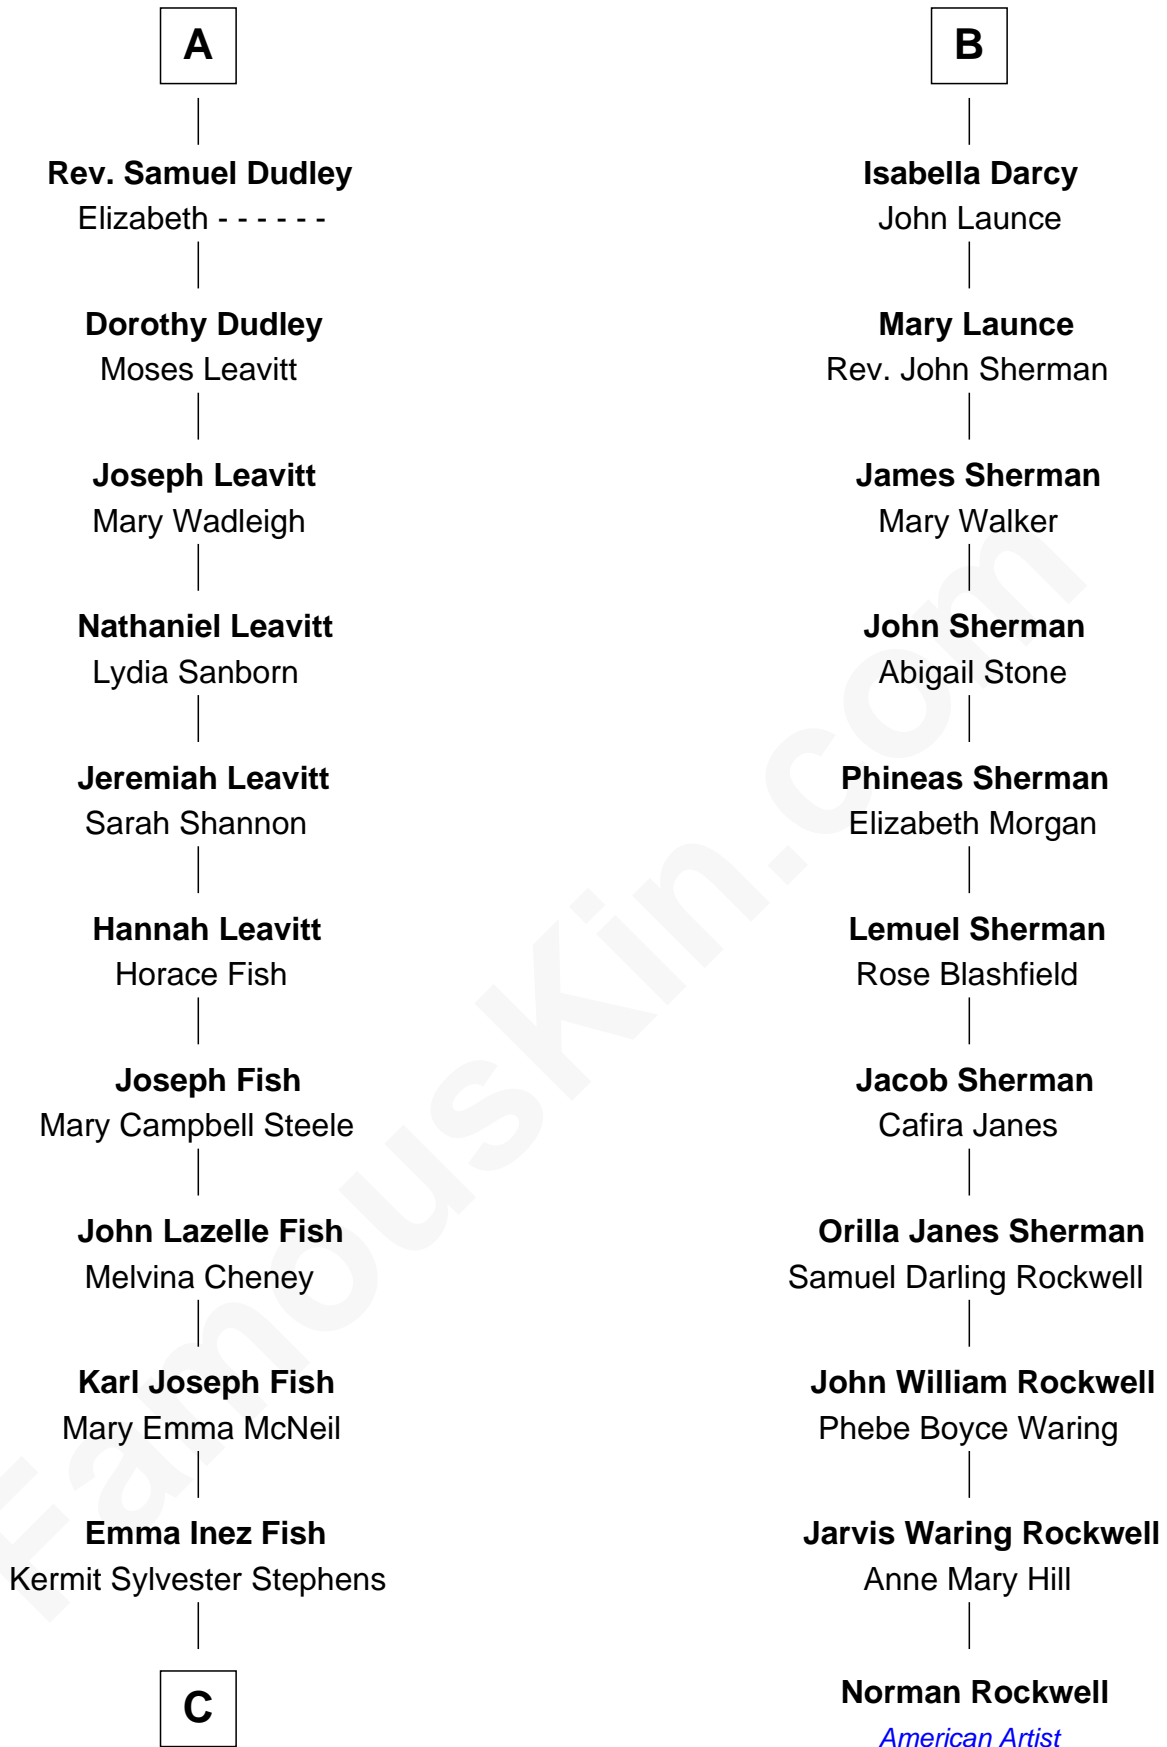 A
Rev. Samuel Dudley
Elizabeth - - - - - -
Dorothy Dudley
Moses Leavitt
Joseph Leavitt
Mary Wadleigh
Nathaniel Leavitt
Lydia Sanborn
Jeremiah Leavitt
Sarah Shannon
Hannah Leavitt
Horace Fish
Joseph Fish
Mary Campbell Steele
John Lazelle Fish
Melvina Cheney
Karl Joseph Fish
Mary Emma McNeil
Emma Inez Fish
Kermit Sylvester Stephens
C
B
Isabella Darcy
John Launce
Mary Launce
Rev. John Sherman
James Sherman
Mary Walker
John Sherman
Abigail Stone
Phineas Sherman
Elizabeth Morgan
Lemuel Sherman
Rose Blashfield
Jacob Sherman
Cafira Janes
Orilla Janes Sherman
Samuel Darling Rockwell
John William Rockwell
Phebe Boyce Waring
Jarvis Waring Rockwell
Anne Mary Hill
Norman Rockwell
American Artist
FamousKin.com